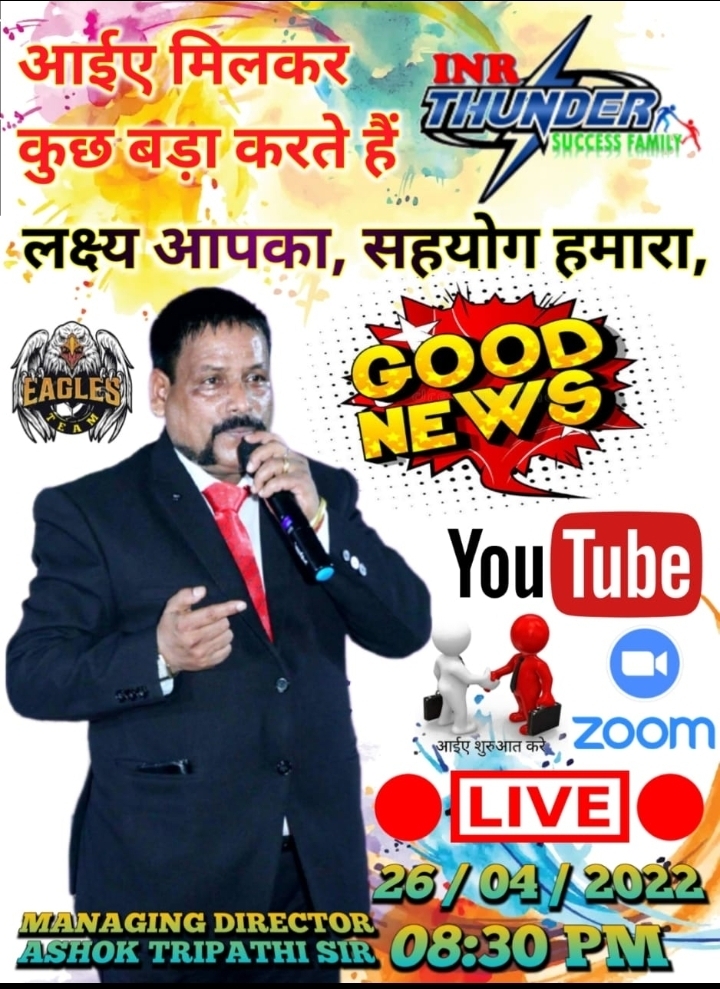 आईए मिलकर
कुछ बड़ा करते हैं
INR
THUNDER
SUCCESS FAMILY
लक्ष्य आपका, सहयोग हमारा,
EAGLES
TEAM
GOOD
NEWS
YouTube
आईए शुरुआत करे
zoom
LIVE
26/04/2022
MANAGING DIRECTOR
ASHOK TRIPATHI SIR
08:30 PM